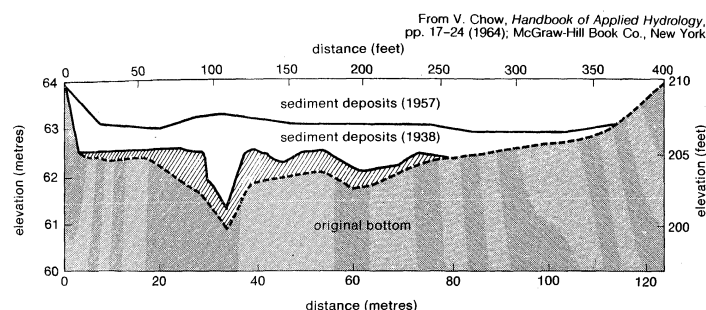 From V. Chow, Handbook of Applied Hydrology,
pp. 17–24 (1964); McGraw-Hill Book Co., New York
distance (feet)
0 50 100 150 200 250 300 350 400
64 210
sediment deposits (1957)
63
sediment deposits (1938)
205
62
elevation (metres)
elevation (feet)
original bottom
61 200
60
0 20 40 60 80 100 120
distance (metres)